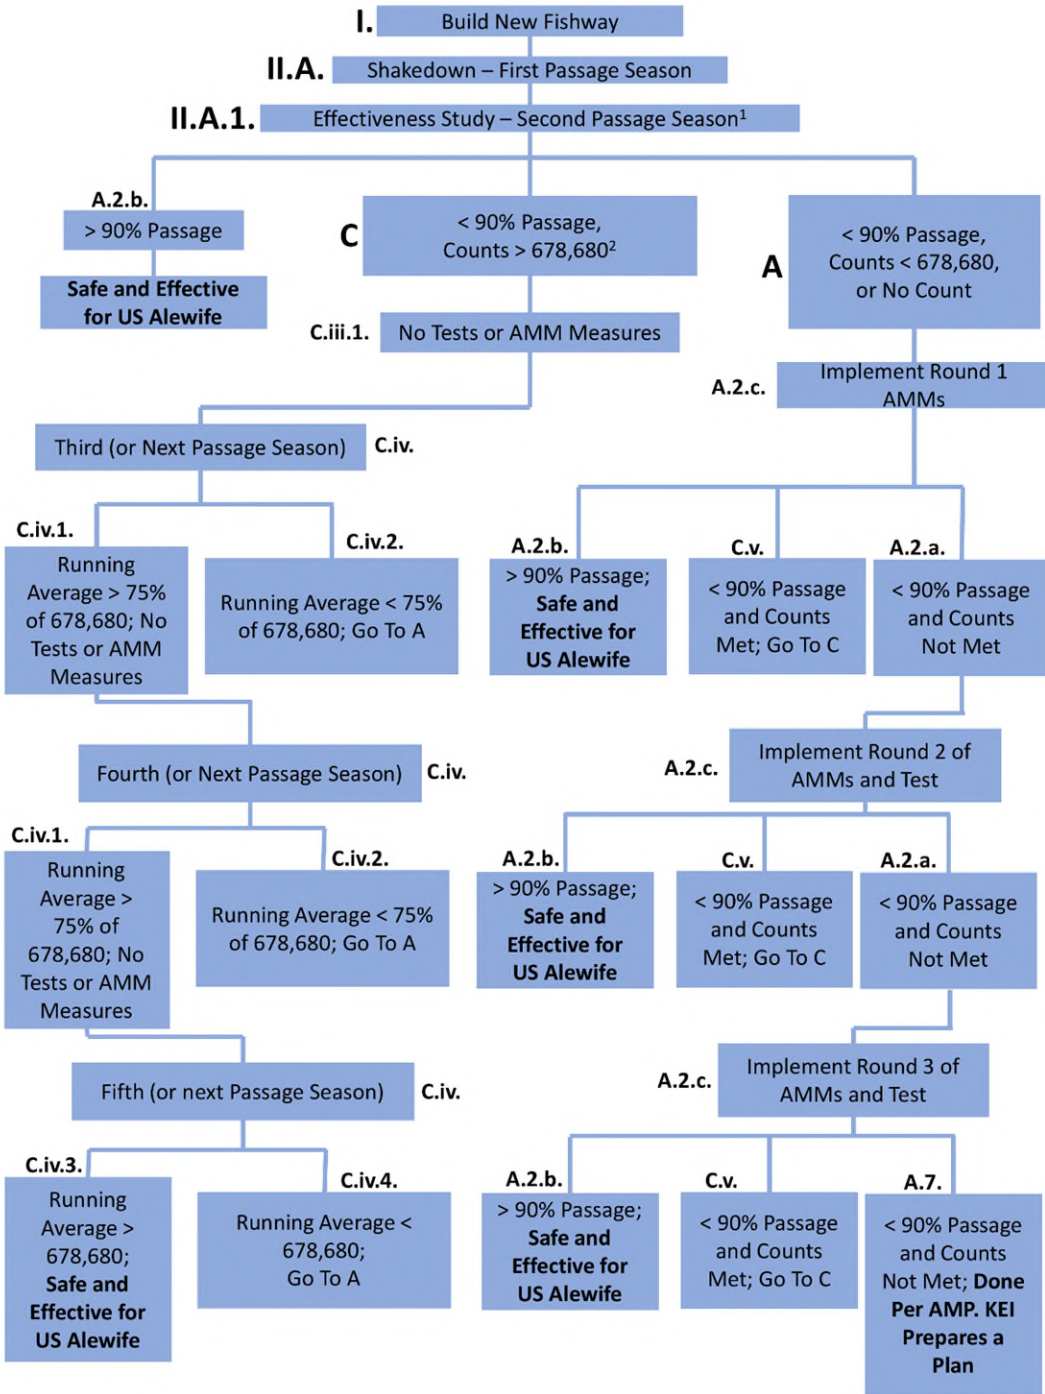 I.
Build New Fishway
II.A.
Shakedown – First Passage Season
II.A.1.
Effectiveness Study – Second Passage Season¹
A.2.b.
> 90% Passage
Safe and Effective
for US Alewife
C
< 90% Passage,
Counts > 678,680²
A
< 90% Passage,
Counts < 678,680,
or No Count
C.iii.1.
No Tests or AMM Measures
A.2.c.
Implement Round 1
AMMs
Third (or Next Passage Season)
C.iv.
C.iv.1.
Running
Average > 75%
of 678,680; No
Tests or AMM
Measures
C.iv.2.
Running Average < 75%
of 678,680; Go To A
A.2.b.
> 90% Passage;
Safe and
Effective for
US Alewife
C.v.
< 90% Passage
and Counts
Met; Go To C
A.2.a.
< 90% Passage
and Counts
Not Met
Fourth (or Next Passage Season)
C.iv.
A.2.c.
Implement Round 2 of
AMMs and Test
C.iv.1.
Running
Average >
75% of
678,680; No
Tests or AMM
Measures
C.iv.2.
Running Average < 75%
of 678,680; Go To A
A.2.b.
> 90% Passage;
Safe and
Effective for
US Alewife
C.v.
< 90% Passage
and Counts
Met; Go To C
A.2.a.
< 90% Passage
and Counts
Not Met
Fifth (or next Passage Season)
C.iv.
A.2.c.
Implement Round 3 of
AMMs and Test
C.iv.3.
Running
Average >
678,680;
Safe and
Effective for
US Alewife
C.iv.4.
Running Average <
678,680;
Go To A
A.2.b.
> 90% Passage;
Safe and
Effective for
US Alewife
C.v.
< 90% Passage
and Counts
Met; Go To C
A.7.
< 90% Passage
and Counts
Not Met; Done
Per AMP. KEI
Prepares a
Plan